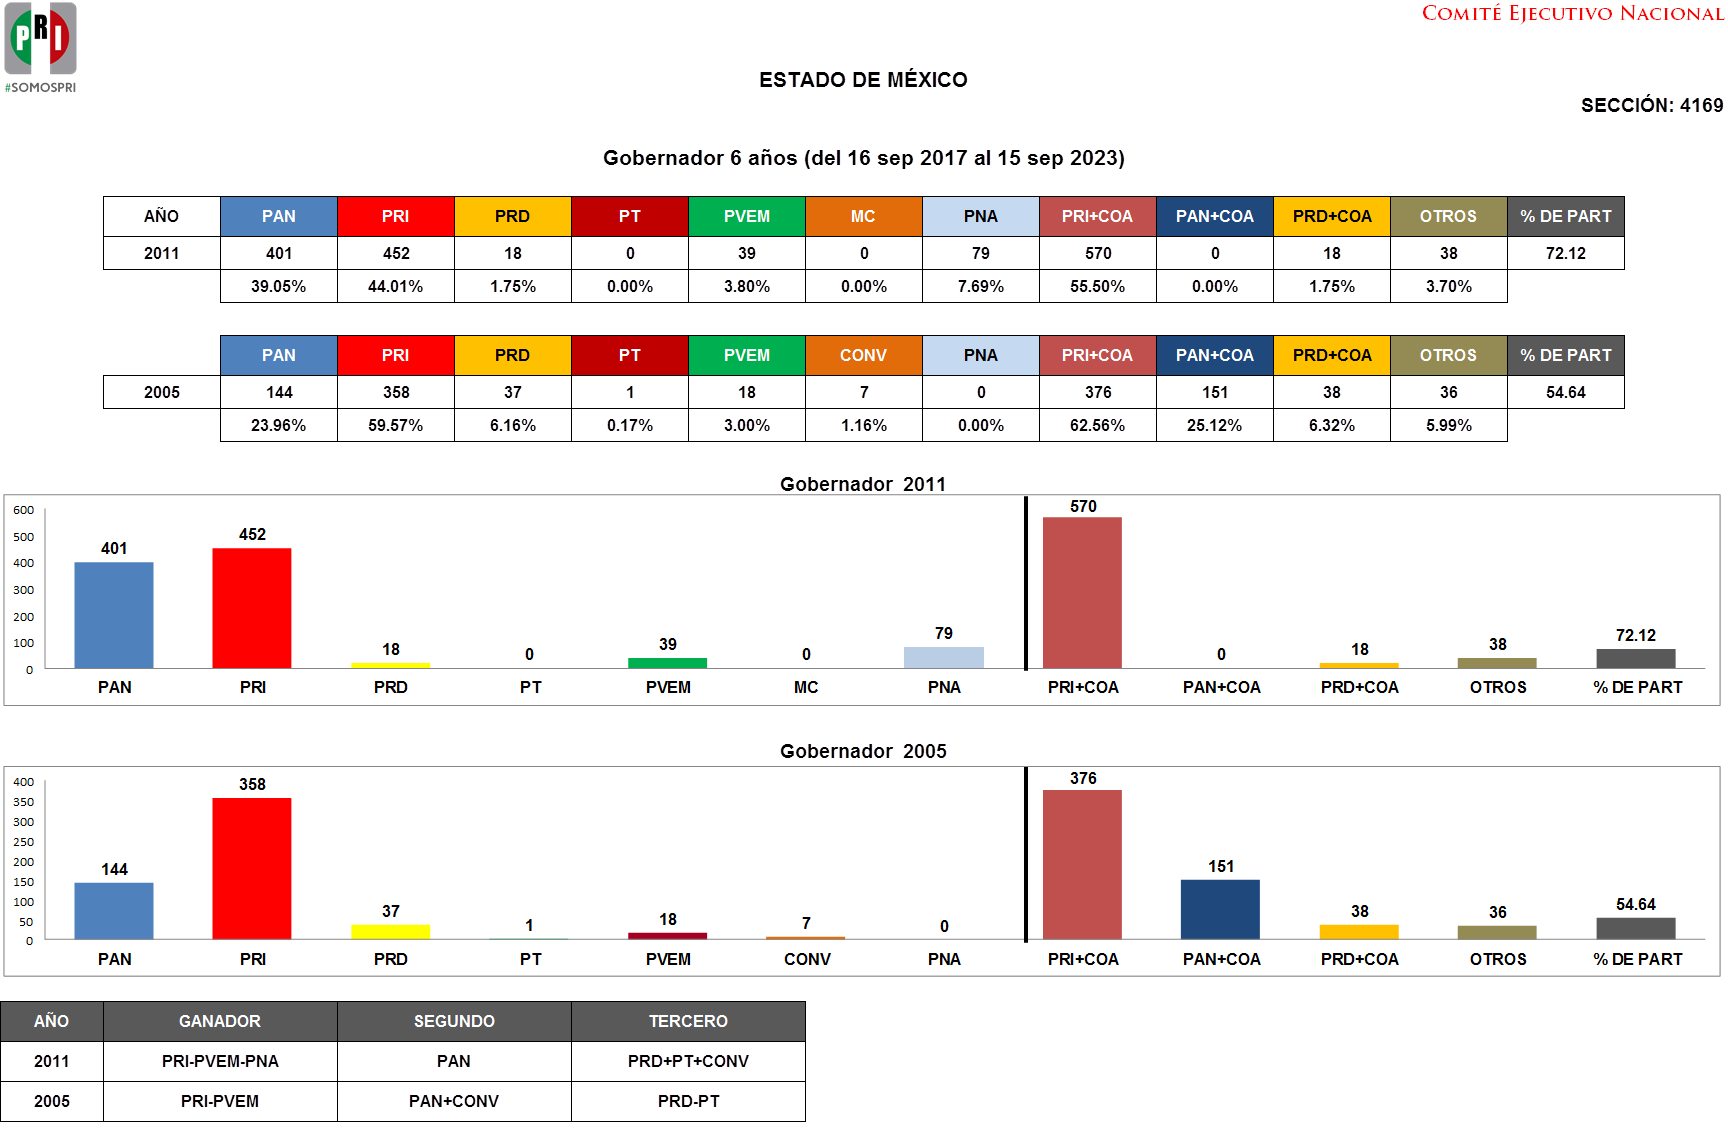 PRI
#SOMOSPRI
COMITÉ EJECUTIVO NACIONAL
ESTADO DE MÉXICO
SECCIÓN: 4169
Gobernador 6 años (del 16 sep 2017 al 15 sep 2023)
AÑO PAN PRI PRD PT PVEM MC PNA PRI+COA PAN+COA PRD+COA OTROS % DE PART
2011 401 452 18 0 39 0 79 570 0 18 38 72.12
39.05% 44.01% 1.75% 0.00% 3.80% 0.00% 7.69% 55.50% 0.00% 1.75% 3.70%
PAN PRI PRD PT PVEM CONV PNA PRI+COA PAN+COA PRD+COA OTROS % DE PART
2005 144 358 37 1 18 7 0 376 151 38 36 54.64
23.96% 59.57% 6.16% 0.17% 3.00% 1.16% 0.00% 62.56% 25.12% 6.32% 5.99%
Gobernador 2011
600
500
400
300
200
100
0
401 452 18 0 39 0 79 570 0 18 38 72.12
PAN PRI PRD PT PVEM MC PNA PRI+COA PAN+COA PRD+COA OTROS % DE PART
Gobernador 2005
400
350
300
250
200
150
100
50
0
144 358 37 1 18 7 0 376 151 38 36 54.64
PAN PRI PRD PT PVEM CONV PNA PRI+COA PAN+COA PRD+COA OTROS % DE PART
AÑO GANADOR SEGUNDO TERCERO
2011 PRI-PVEM-PNA PAN PRD+PT+CONV
2005 PRI-PVEM PAN+CONV PRD-PT